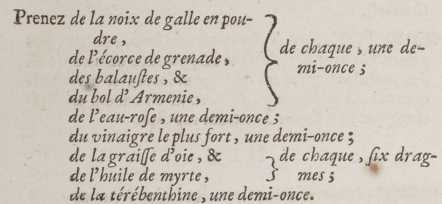 Prenez de la noix de galle en pou-
dre,
de l'écorce de grenade,
des balauſtes, &
du bol d'Armenie,
de chaque, une de-
mi-once;
de l'eau-roſe, une demi-once;
du vinaigre le plus fort, une demi-once;
de la graiſſe d'oie, &
de l'huile de myrte,
de chaque, ſix drag-
mes;
de la térébenthine, une demi-once.